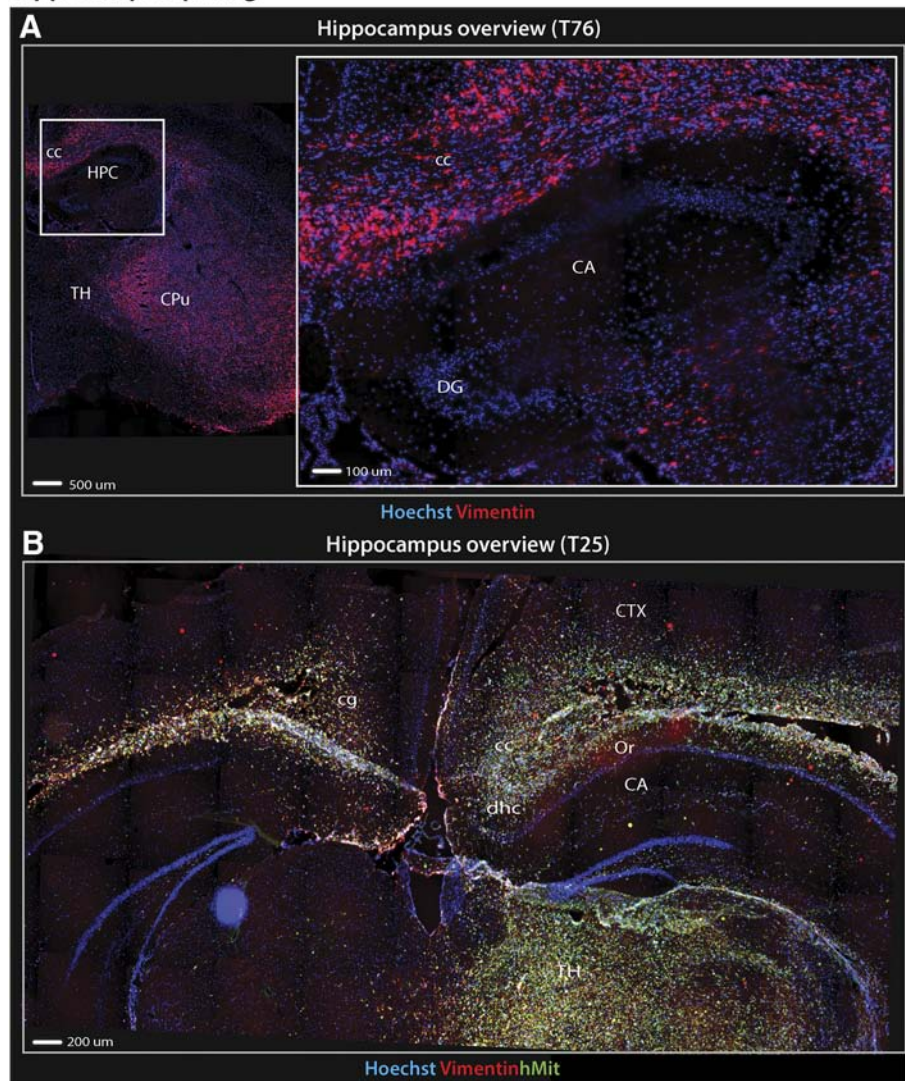 A
Hippocampus overview (T76)
cc
HPC
TH
CPu
500 um
cc
CA
DG
100 um
Hoechst Vimentin
B
Hippocampus overview (T25)
CTX
cg
cc
Or
CA
dhc
TH
200 um
Hoechst VimentinhMit